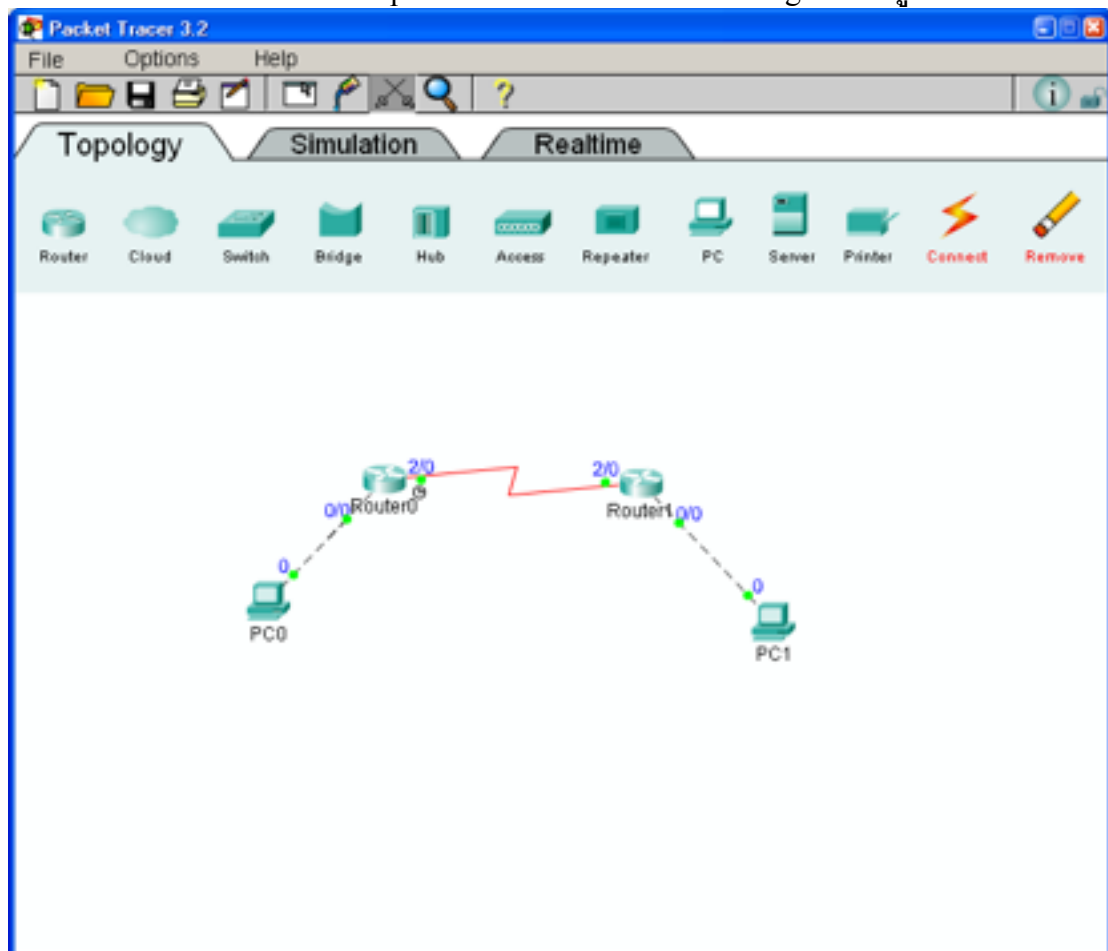 Packet Tracer 3.2
File Options Help
Topology Simulation Realtime
Router Cloud Switch Bridge Hub Access Repeater PC Server Printer Connect Remove
2/0 2/0
Router0 Router1
0/0 0/0
0
0
PC0
PC1